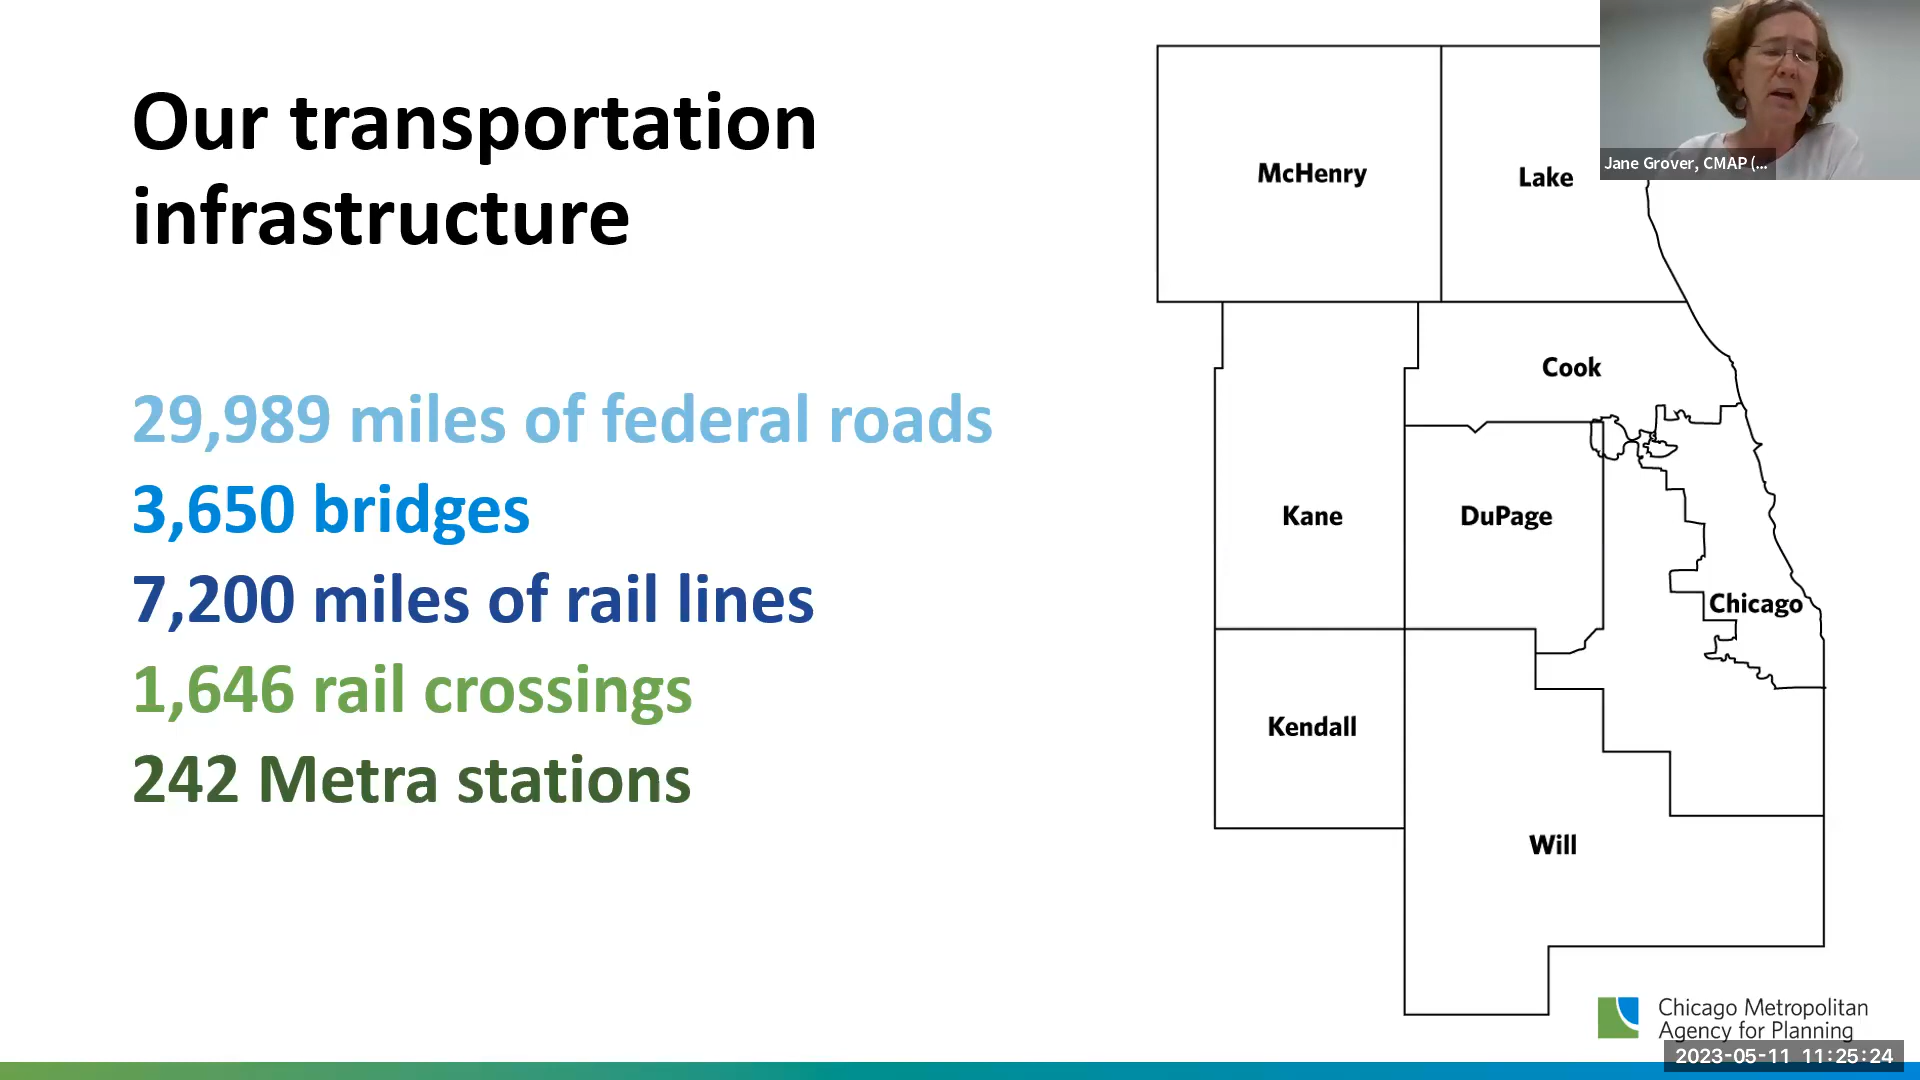 Our transportation
infrastructure
29,989 miles of federal roads
3,650 bridges
7,200 miles of rail lines
1,646 rail crossings
242 Metra stations
McHenry
Lake
Cook
Kane
DuPage
Chicago
Kendall
Will
Jane Grover, CMAP (...
Chicago Metropolitan
Agency for Planning
2023-05-11 11:25:24